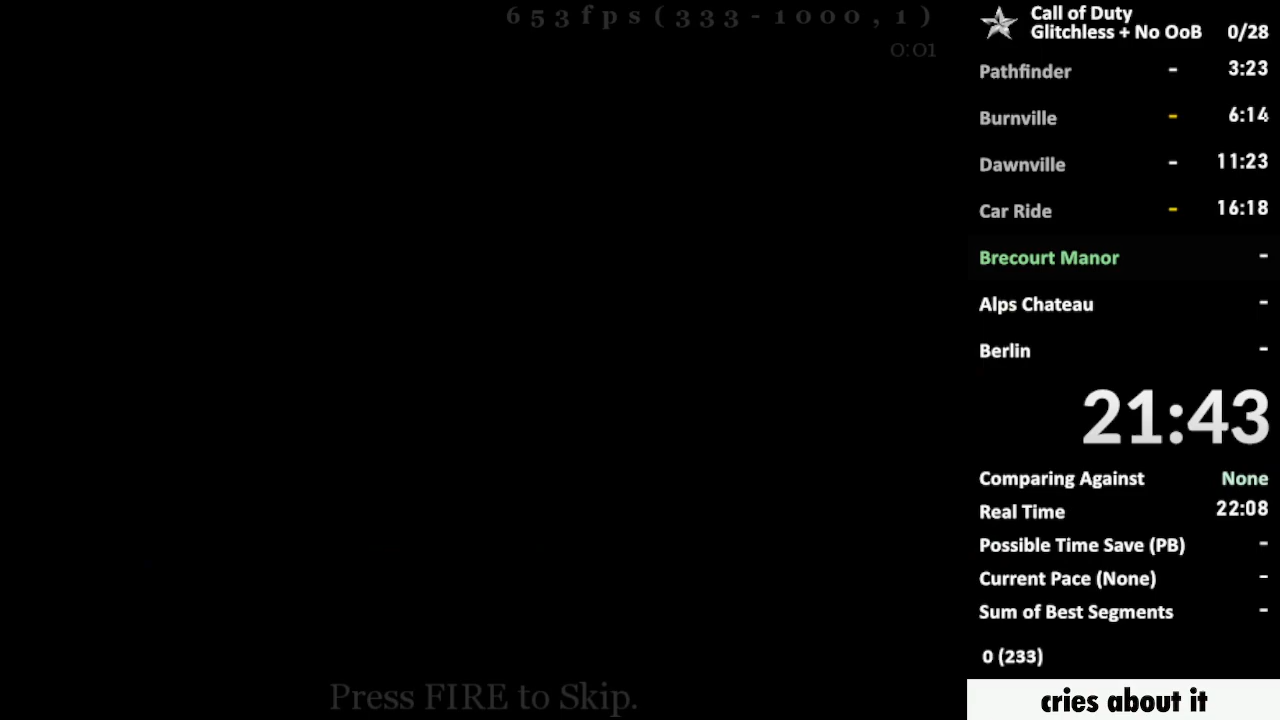 653fps(333-1000,1)
0:01
Press FIRE to Skip.
Call of Duty
Glitchless + No OoB 0/28
Pathfinder - 3:23
Burnville - 6:14
Dawnville - 11:23
Car Ride - 16:18
Brecourt Manor -
Alps Chateau -
Berlin -
21:43
Comparing Against None
Real Time 22:08
Possible Time Save (PB) -
Current Pace (None) -
Sum of Best Segments -
0 (233)
cries about it